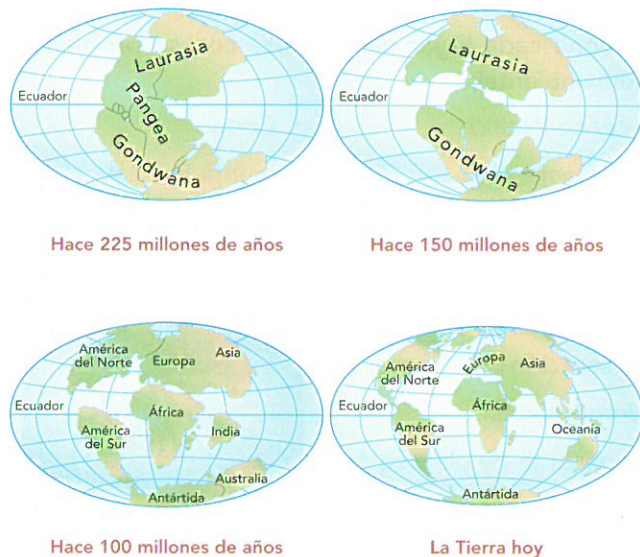 Laurasia
Ecuador
Pangea
Gondwana
Hace 225 millones de años
Laurasia
Ecuador
Gondwana
Hace 150 millones de años
América
del Norte
Europa
Asia
Ecuador
África
América
del Sur
India
Australia
Antártida
Hace 100 millones de años
América
del Norte
Europa
Asia
Ecuador
África
América
del Sur
Oceanía
Antártida
La Tierra hoy